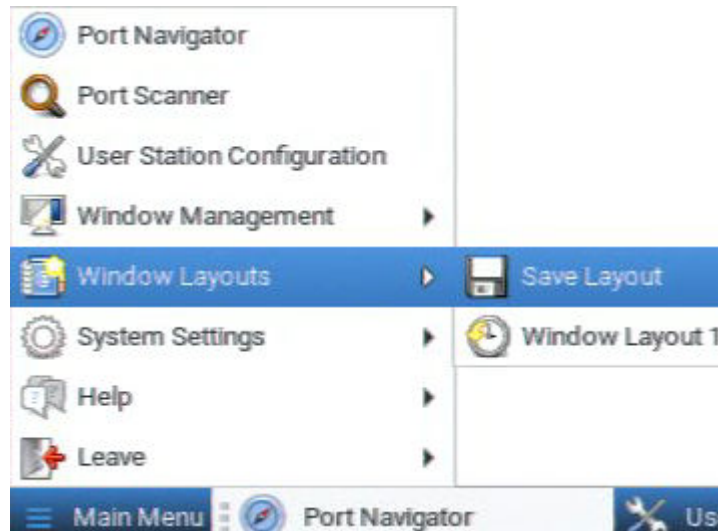 Port Navigator
Port Scanner
User Station Configuration
Window Management
Window Layouts
Save Layout
System Settings
Window Layout 1
Help
Leave
Main Menu
Port Navigator
Us